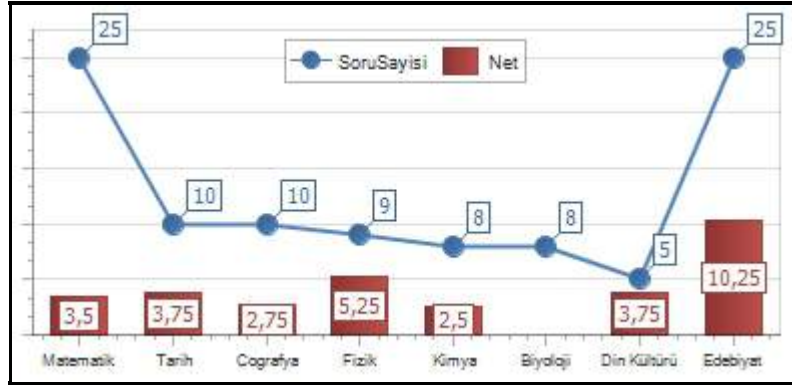 25
25
SoruSayisi
Net
10
10
9
8
8
5
3,5
3,75
2,75
5,25
2,5
3,75
10,25
Matematik
Tarih
Cografya
Fizik
Kimya
Biyoloji
Din Kültürü
Edebiyat